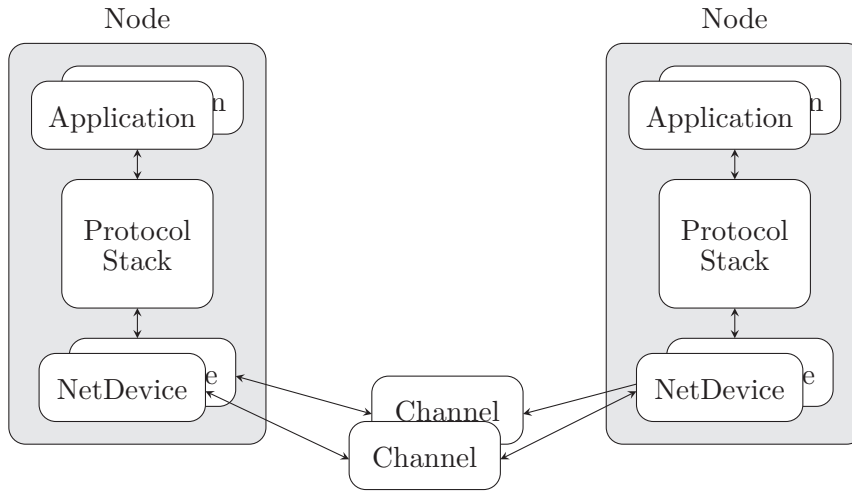 Node
Node
n
Application
n
Application
Protocol
Stack
Protocol
Stack
e
NetDevice
e
NetDevice
Channel
Channel